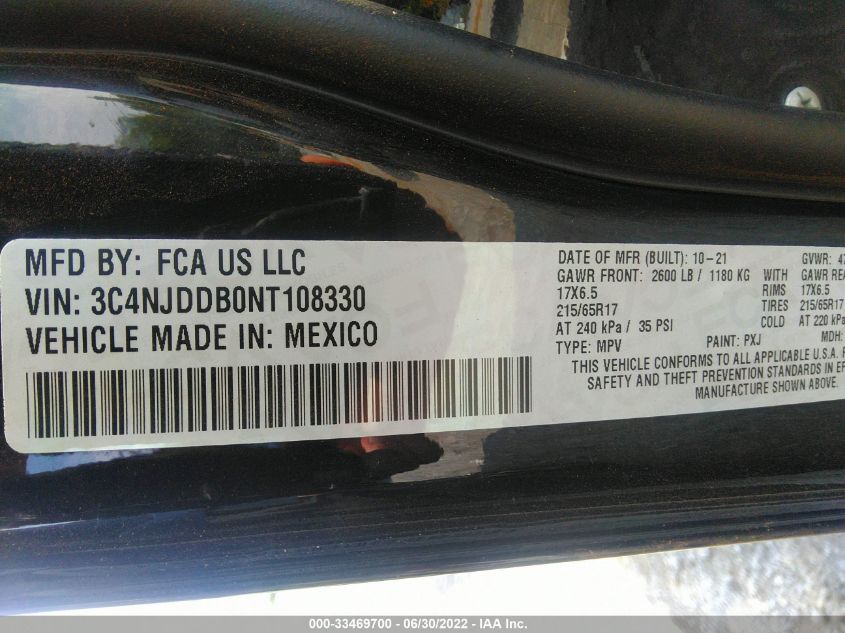 MFD BY: FCA US LLC
VIN: 3C4NJDDB0NT108330
VEHICLE MADE IN: MEXICO
DATE OF MFR (BUILT): 10-21 GVWR: 47
GAWR FRONT: 2600 LB / 1180 KG WITH GAWR REA
17X6.5 RIMS 17X6.5
215/65R17 TIRES 215/65R17
AT 240 kPa / 35 PSI COLD AT 220 kPa
TYPE: MPV PAINT: PXJ MDH:
THIS VEHICLE CONFORMS TO ALL APPLICABLE U.S.A. F
SAFETY AND THEFT PREVENTION STANDARDS IN EF
MANUFACTURE SHOWN ABOVE.
000-33469700 - 06/30/2022 - IAA Inc.